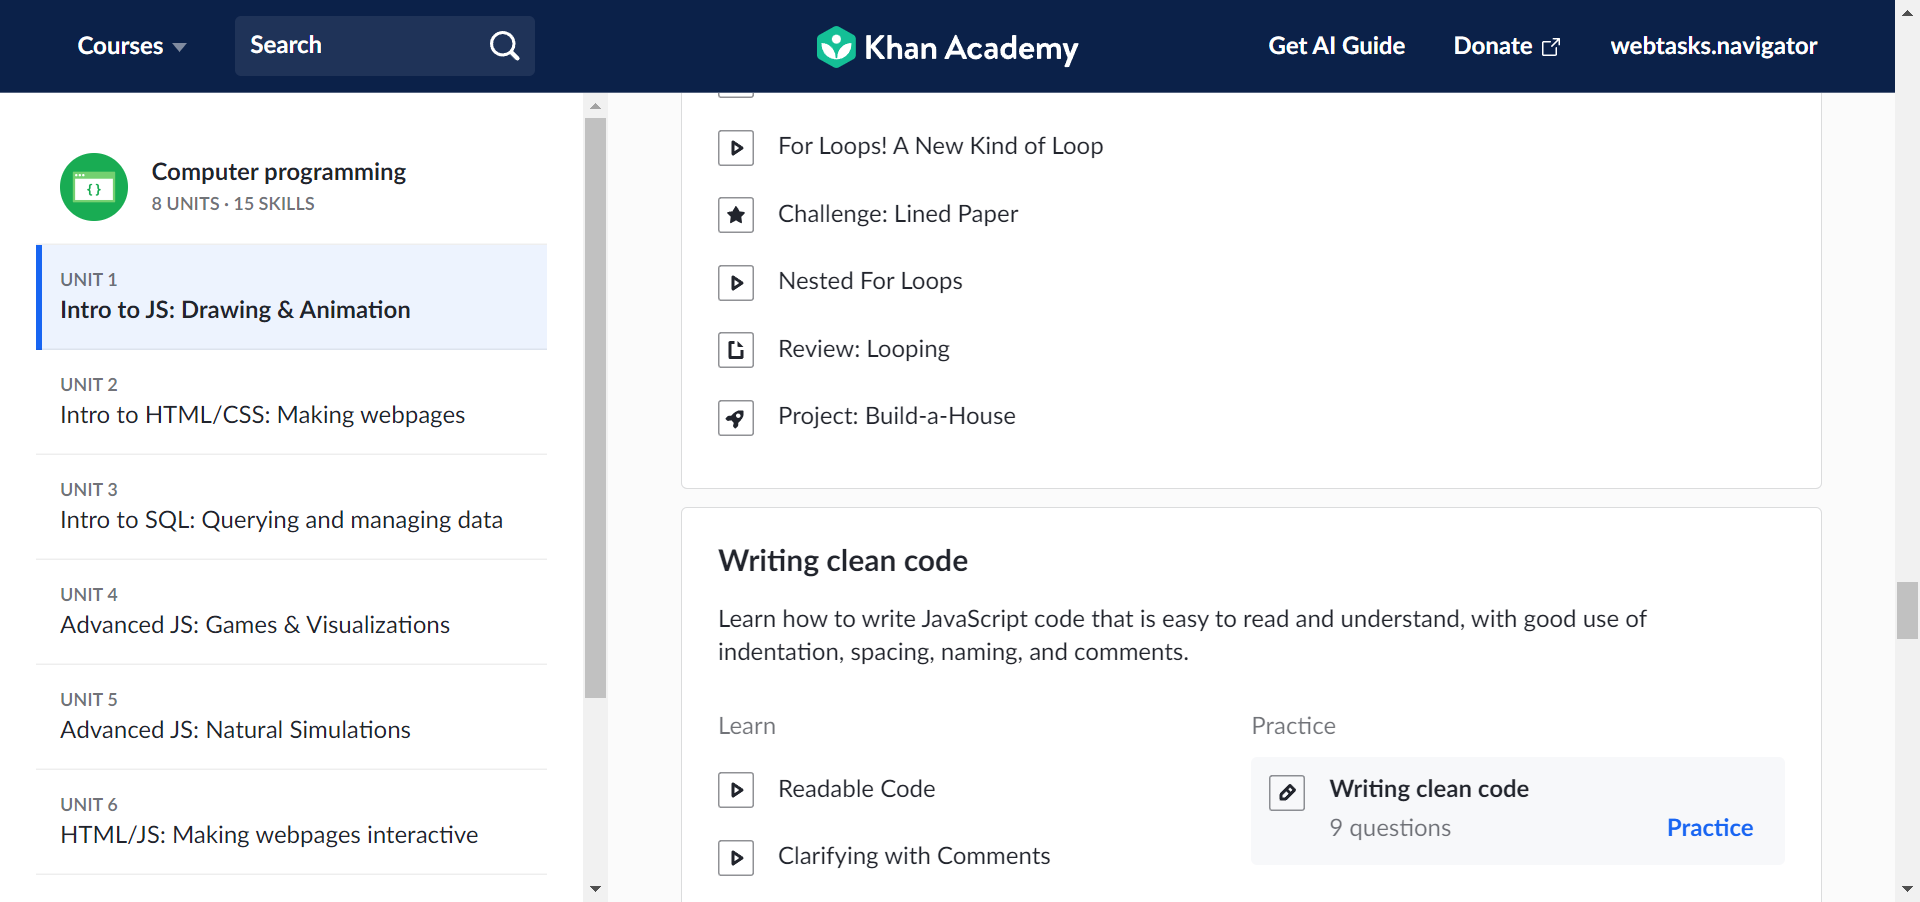 Courses
Search
Khan Academy
Get AI Guide
Donate
webtasks.navigator
Computer programming
8 UNITS · 15 SKILLS
UNIT 1
Intro to JS: Drawing & Animation
UNIT 2
Intro to HTML/CSS: Making webpages
UNIT 3
Intro to SQL: Querying and managing data
UNIT 4
Advanced JS: Games & Visualizations
UNIT 5
Advanced JS: Natural Simulations
UNIT 6
HTML/JS: Making webpages interactive
For Loops! A New Kind of Loop
Challenge: Lined Paper
Nested For Loops
Review: Looping
Project: Build-a-House
Writing clean code
Learn how to write JavaScript code that is easy to read and understand, with good use of
indentation, spacing, naming, and comments.
Learn
Readable Code
Clarifying with Comments
Practice
Writing clean code
9 questions
Practice